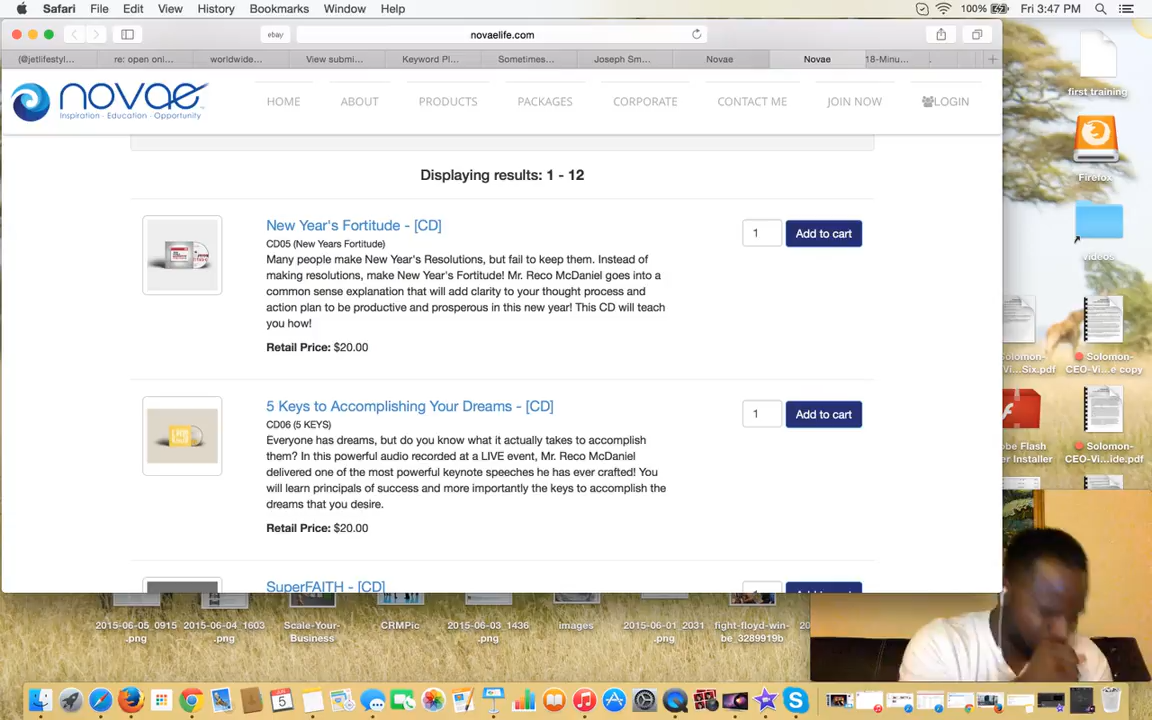 Safari File Edit View History Bookmarks Window Help 100% Fri 3:47 PM
ebay novaelife.com
(@jetlifestyl... re: open onl... worldwide... View submi... Keyword Pl... Sometimes... Joseph Sm... Novae Novae 18-Minu...
novae
Inspiration · Education · Opportunity
HOME ABOUT PRODUCTS PACKAGES CORPORATE CONTACT ME JOIN NOW LOGIN
Displaying results: 1 - 12
New Year's Fortitude - [CD]
CD05 (New Years Fortitude)
Many people make New Year's Resolutions, but fail to keep them. Instead of
making resolutions, make New Year's Fortitude! Mr. Reco McDaniel goes into a
common sense explanation that will add clarity to your thought process and
action plan to be productive and prosperous in this new year! This CD will teach
you how!
Retail Price: $20.00
1 Add to cart
5 Keys to Accomplishing Your Dreams - [CD]
CD06 (5 KEYS)
Everyone has dreams, but do you know what it actually takes to accomplish
them? In this powerful audio recorded at a LIVE event, Mr. Reco McDaniel
delivered one of the most powerful keynote speeches he has ever crafted! You
will learn principals of success and more importantly the keys to accomplish the
dreams that you desire.
Retail Price: $20.00
1 Add to cart
SuperFAITH - [CD]
first training
Firefox
Videos
Solomon-
...Vi...Six.pdf
Solomon-
CEO-Vi...e copy
be Flash
er Installer
Solomon-
CEO-Vi...ide.pdf
2015-06-05_0915
.png
2015-06-04_1603
.png
Scale-Your-
Business
CRMPic
2015-06-03_1436
.png
images
2015-06-01_2031
.png
fight-floyd-win-
be_3289919b
5